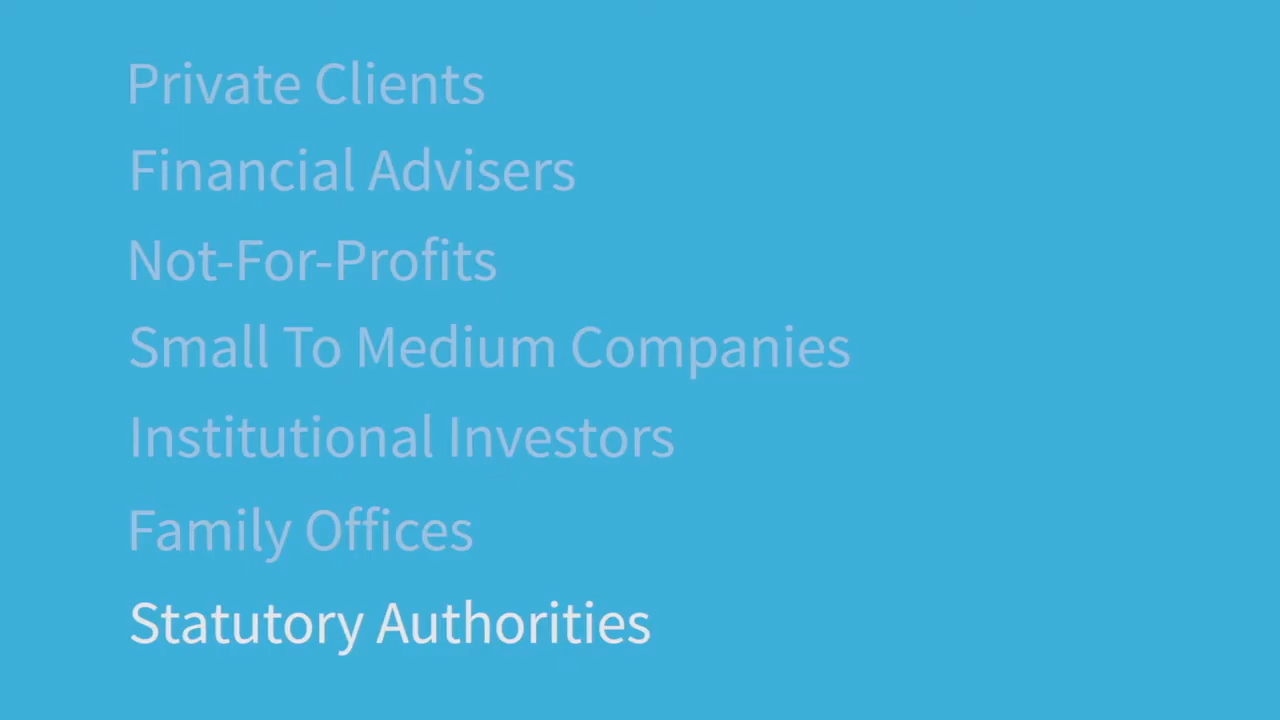 Private Clients
Financial Advisers
Not-For-Profits
Small To Medium Companies
Institutional Investors
Family Offices
Statutory Authorities